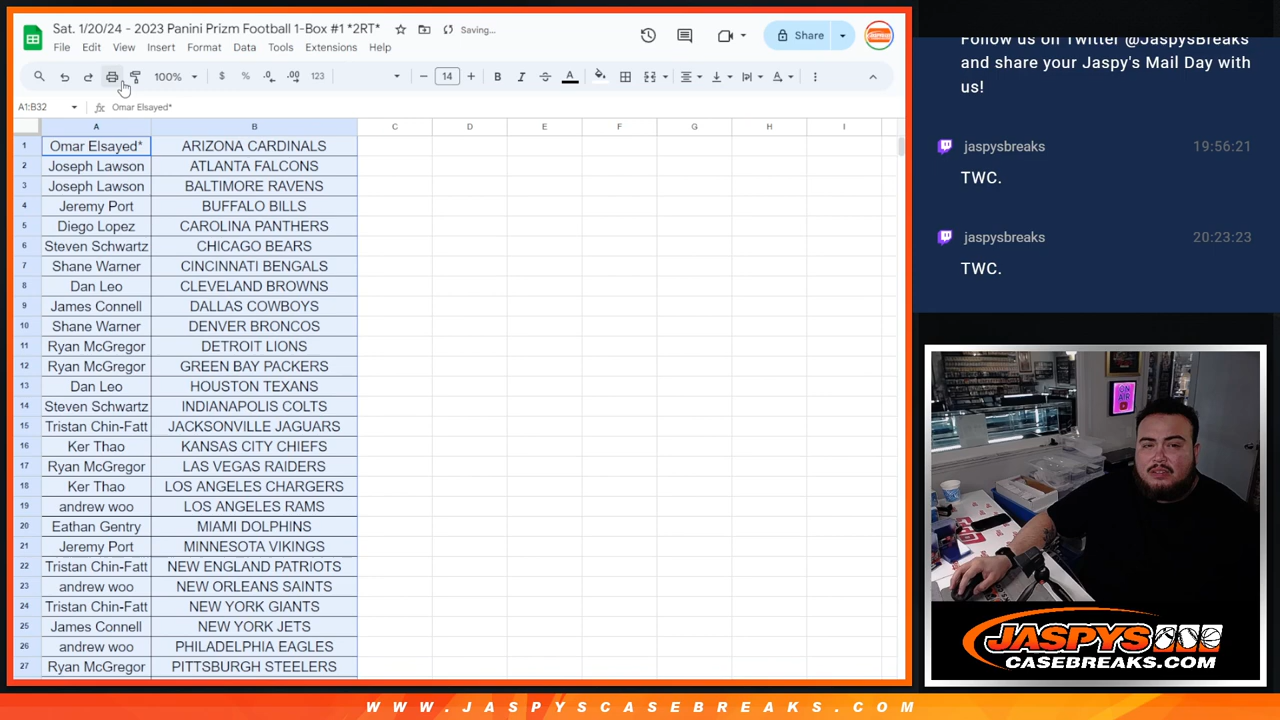 Sat. 1/20/24 - 2023 Panini Prizm Football 1-Box #1 *2RT*
Saving...
Share
File Edit View Insert Format Data Tools Extensions Help
100% $ % .0 .00 123 14 B I A
A1:B32 fx Omar Elsayed*
A B C D E F G H I
1 Omar Elsayed* ARIZONA CARDINALS
2 Joseph Lawson ATLANTA FALCONS
3 Joseph Lawson BALTIMORE RAVENS
4 Jeremy Port BUFFALO BILLS
5 Diego Lopez CAROLINA PANTHERS
6 Steven Schwartz CHICAGO BEARS
7 Shane Warner CINCINNATI BENGALS
8 Dan Leo CLEVELAND BROWNS
9 James Connell DALLAS COWBOYS
10 Shane Warner DENVER BRONCOS
11 Ryan McGregor DETROIT LIONS
12 Ryan McGregor GREEN BAY PACKERS
13 Dan Leo HOUSTON TEXANS
14 Steven Schwartz INDIANAPOLIS COLTS
15 Tristan Chin-Fatt JACKSONVILLE JAGUARS
16 Ker Thao KANSAS CITY CHIEFS
17 Ryan McGregor LAS VEGAS RAIDERS
18 Ker Thao LOS ANGELES CHARGERS
19 andrew woo LOS ANGELES RAMS
20 Eathan Gentry MIAMI DOLPHINS
21 Jeremy Port MINNESOTA VIKINGS
22 Tristan Chin-Fatt NEW ENGLAND PATRIOTS
23 andrew woo NEW ORLEANS SAINTS
24 Tristan Chin-Fatt NEW YORK GIANTS
25 James Connell NEW YORK JETS
26 andrew woo PHILADELPHIA EAGLES
27 Ryan McGregor PITTSBURGH STEELERS
Follow us on Twitter @JaspysBreaks
and share your Jaspy's Mail Day with
us!
jaspysbreaks 19:56:21
TWC.
jaspysbreaks 20:23:23
TWC.
ON AIR
JASPYS
CASEBREAKS.COM
WWW.JASPYSCASEBREAKS.COM